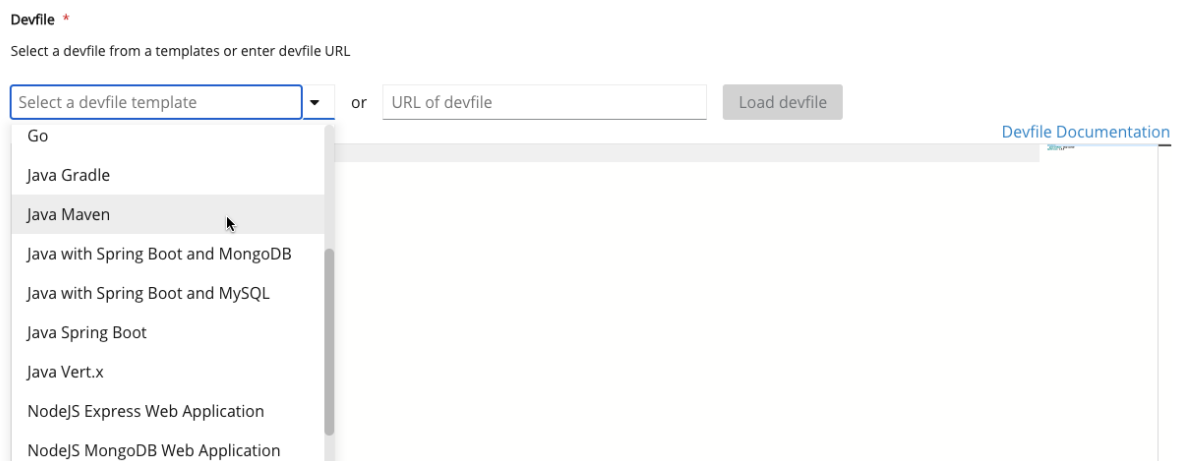 Devfile *
Select a devfile from a templates or enter devfile URL
Select a devfile template or URL of devfile Load devfile
Devfile Documentation
Go
Java Gradle
Java Maven
Java with Spring Boot and MongoDB
Java with Spring Boot and MySQL
Java Spring Boot
Java Vert.x
NodeJS Express Web Application
NodeJS MongoDB Web Application